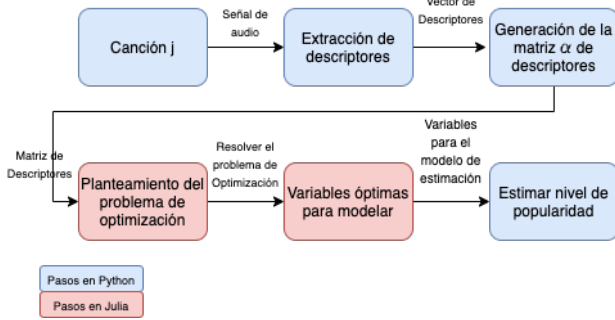 Señal de
audio
Vector de
Descriptores
Canción j
Extracción de
descriptores
Generación de la
matriz α de
descriptores
Matriz de
Descriptores
Resolver el
problema de
Optimización
Variables
para el
modelo de
estimación
Planteamiento del
problema de
optimización
Variables óptimas
para modelar
Estimar nivel de
popularidad
Pasos en Python
Pasos en Julia